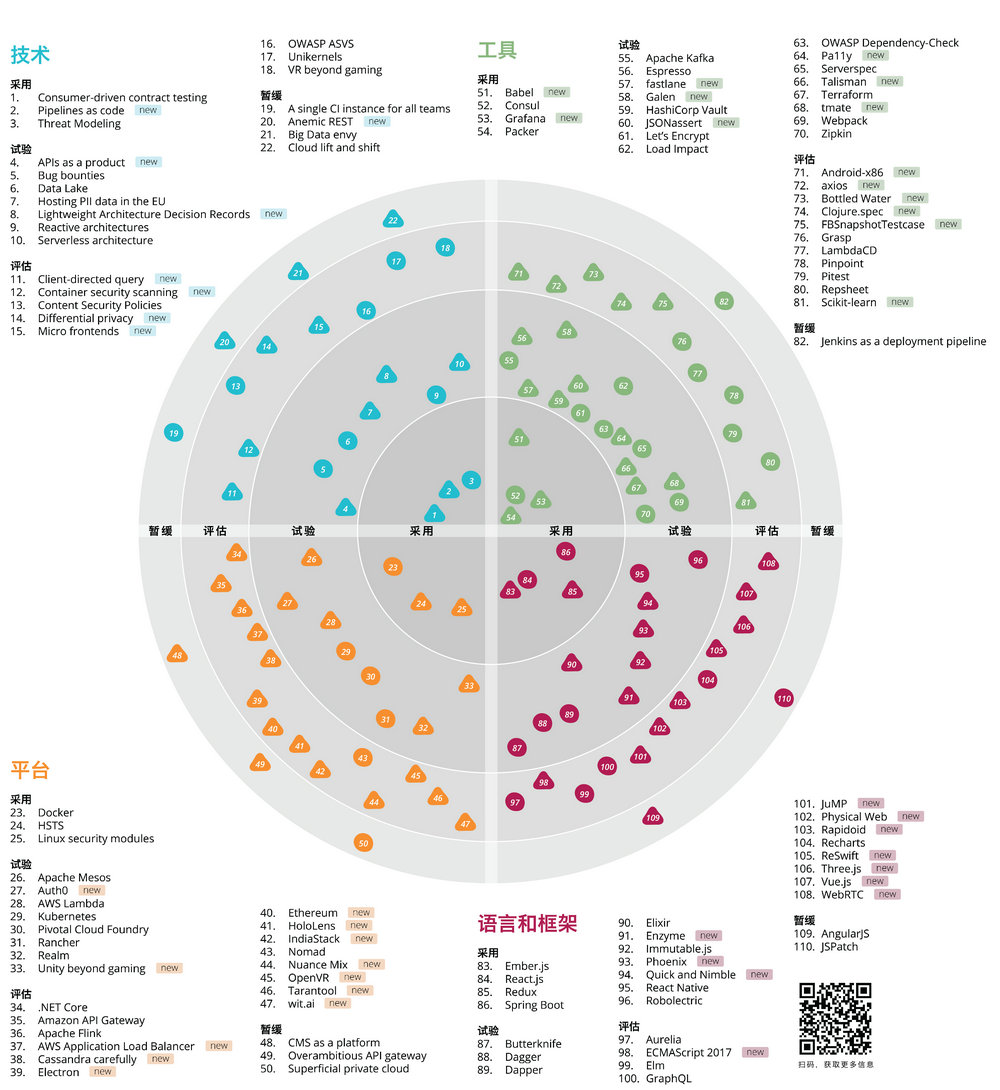 技术
采用
1. Consumer-driven contract testing
2. Pipelines as code new
3. Threat Modeling
试验
4. APIs as a product new
5. Bug bounties
6. Data Lake
7. Hosting PII data in the EU
8. Lightweight Architecture Decision Records new
9. Reactive architectures
10. Serverless architecture
评估
11. Client-directed query new
12. Container security scanning new
13. Content Security Policies
14. Differential privacy new
15. Micro frontends new
16. OWASP ASVS
17. Unikernels
18. VR beyond gaming
暂缓
19. A single CI instance for all teams
20. Anemic REST new
21. Big Data envy
22. Cloud lift and shift
工具
采用
51. Babel new
52. Consul
53. Grafana new
54. Packer
试验
55. Apache Kafka
56. Espresso
57. fastlane new
58. Galen new
59. HashiCorp Vault
60. JSONassert new
61. Let's Encrypt
62. Load Impact
63. OWASP Dependency-Check
64. Pa11y new
65. Serverspec
66. Talisman new
67. Terraform
68. tmate new
69. Webpack
70. Zipkin
评估
71. Android-x86 new
72. axios new
73. Bottled Water new
74. Clojure.spec new
75. FBSnapshotTestcase new
76. Grasp
77. LambdaCD
78. Pinpoint
79. Pitest
80. Repsheet
81. Scikit-learn new
暂缓
82. Jenkins as a deployment pipeline
22
18
17
21
16
15
20
14
13
10
8
9
7
19
6
12
5
11
3
2
4
1
71
73
72
74
75
82
56
58
76
55
77
57
60
62
78
59
61
63
64
79
51
65
80
66
68
67
52
53
69
81
54
70
暂缓 评估 试验 采用 采用 试验 评估 暂缓
34
26
23
35
27
24
25
36
28
37
29
38
48
30
33
39
31
32
40
41
43
49
42
45
46
44
47
50
86
96
108
95
84
83
85
107
94
106
93
105
92
90
104
91
103
110
89
88
102
87
101
100
98
99
97
109
平台
采用
23. Docker
24. HSTS
25. Linux security modules
试验
26. Apache Mesos
27. Auth0 new
28. AWS Lambda
29. Kubernetes
30. Pivotal Cloud Foundry
31. Rancher
32. Realm
33. Unity beyond gaming new
评估
34. .NET Core
35. Amazon API Gateway
36. Apache Flink
37. AWS Application Load Balancer new
38. Cassandra carefully new
39. Electron new
40. Ethereum new
41. HoloLens new
42. IndiaStack new
43. Nomad
44. Nuance Mix new
45. OpenVR new
46. Tarantool new
47. wit.ai new
暂缓
48. CMS as a platform
49. Overambitious API gateway
50. Superficial private cloud
语言和框架
采用
83. Ember.js
84. React.js
85. Redux
86. Spring Boot
试验
87. Butterknife
88. Dagger
89. Dapper
90. Elixir
91. Enzyme new
92. Immutable.js
93. Phoenix new
94. Quick and Nimble new
95. React Native
96. Robolectric
评估
97. Aurelia
98. ECMAScript 2017 new
99. Elm
100. GraphQL
101. JuMP new
102. Physical Web new
103. Rapidoid new
104. Recharts
105. ReSwift new
106. Three.js new
107. Vue.js new
108. WebRTC new
暂缓
109. AngularJS
110. JSPatch
扫码，获取更多信息